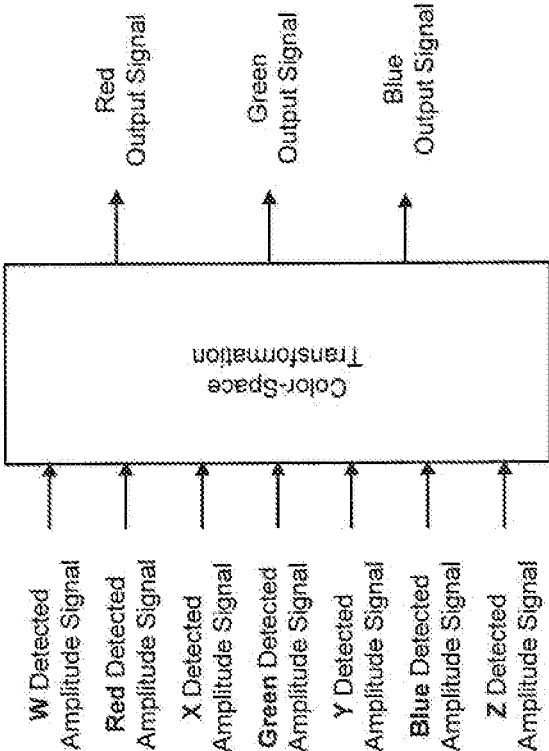 W Detected
Amplitude Signal
Red Detected
Amplitude Signal
X Detected
Amplitude Signal
Green Detected
Amplitude Signal
Y Detected
Amplitude Signal
Blue Detected
Amplitude Signal
Z Detected
Amplitude Signal
Color-Space
Transformation
Red
Output Signal
Green
Output Signal
Blue
Output Signal